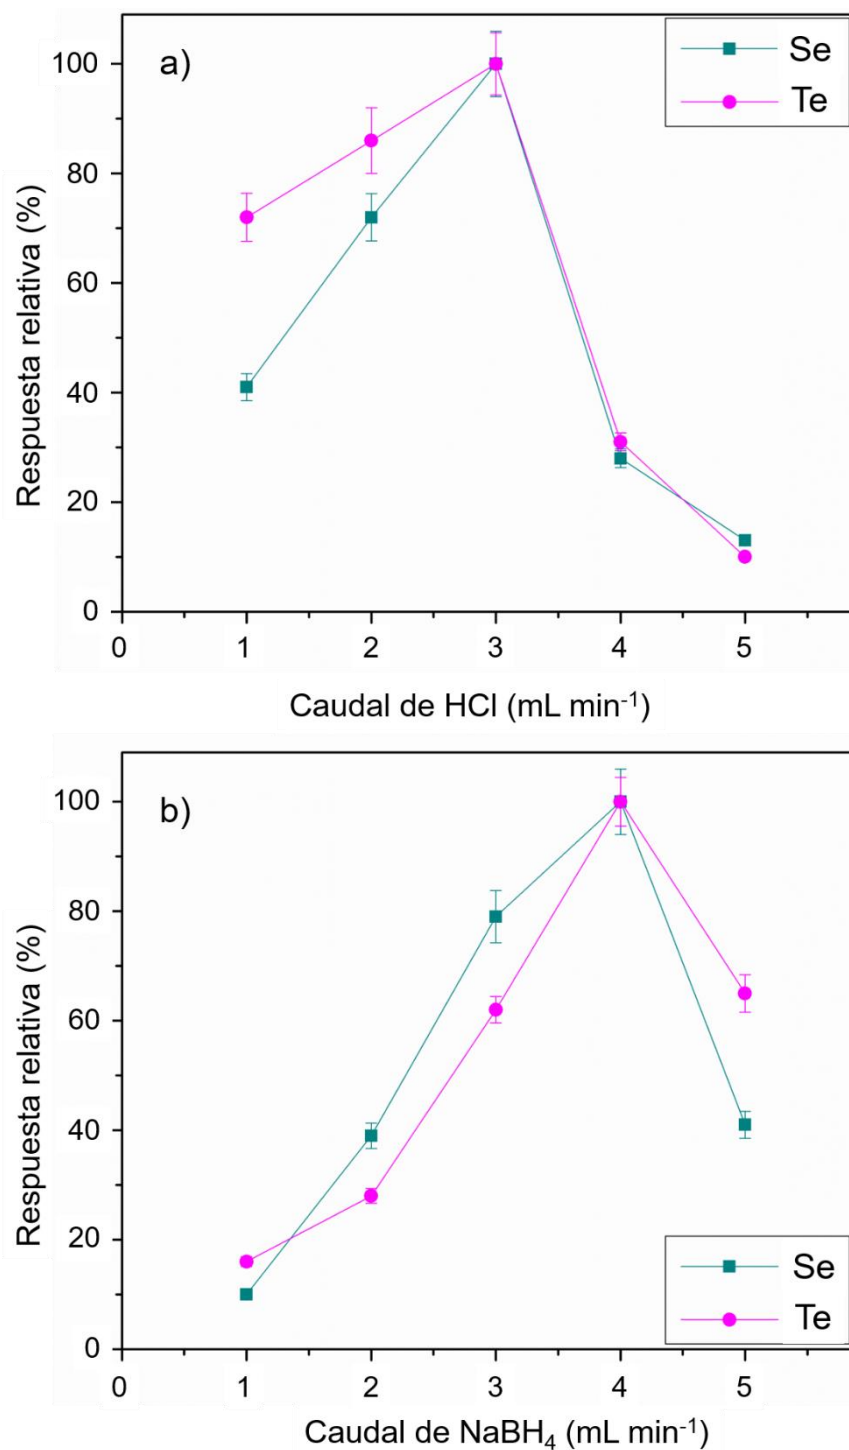 a)
Se
Te
Respuesta relativa (%)
100
80
60
40
20
0
0 1 2 3 4 5
Caudal de HCl (mL min⁻¹)
b)
Respuesta relativa (%)
100
80
60
40
20
0
Se
Te
0 1 2 3 4 5
Caudal de NaBH₄ (mL min⁻¹)